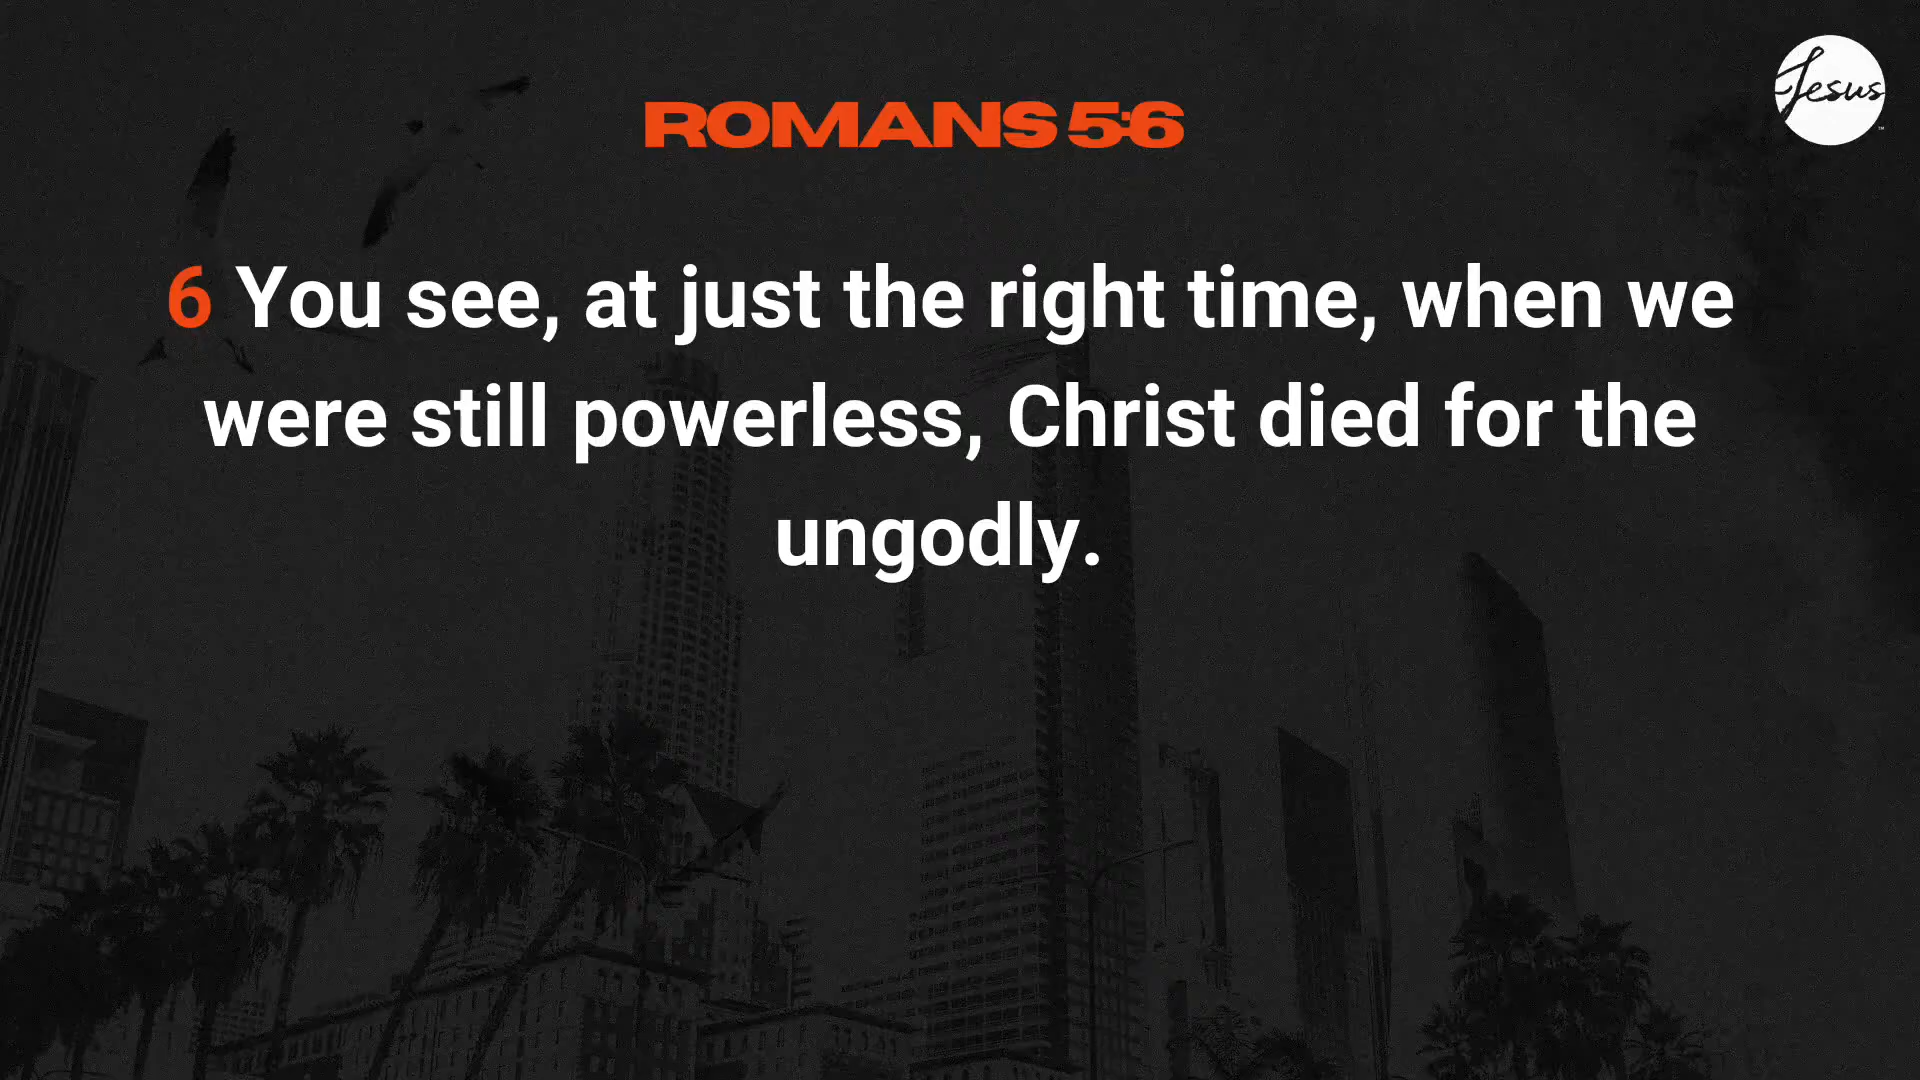 Jesus
ROMANS 5:6
6 You see, at just the right time, when we
were still powerless, Christ died for the
ungodly.